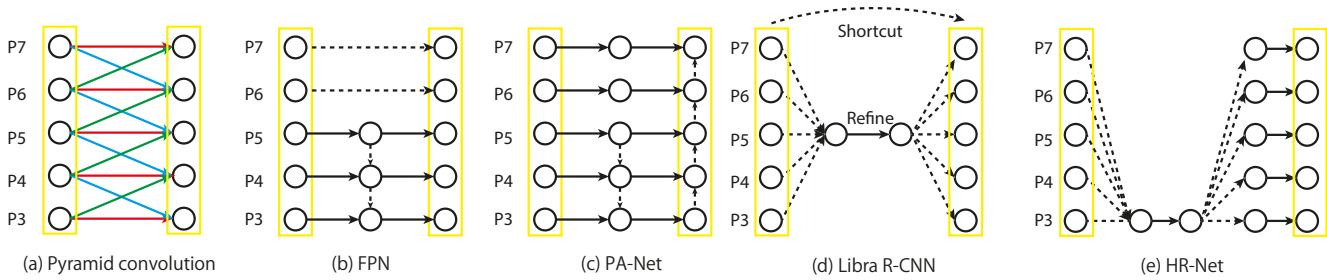 P7
P6
P5
P4
P3
(a) Pyramid convolution
P7
P6
P5
P4
P3
(b) FPN
P7
P6
P5
P4
P3
(c) PA-Net
Shortcut
P7
P6
P5
P4
P3
Refine
(d) Libra R-CNN
P7
P6
P5
P4
P3
(e) HR-Net